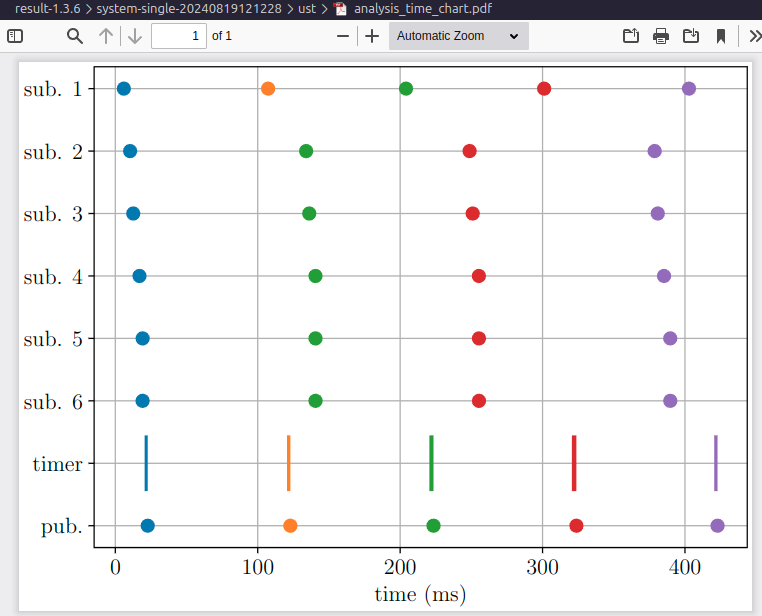 result-1.3.6 > system-single-20240819121228 > ust > analysis_time_chart.pdf
1 of 1 Automatic Zoom
sub. 1
sub. 2
sub. 3
sub. 4
sub. 5
sub. 6
timer
pub.
0 100 200 300 400
time (ms)